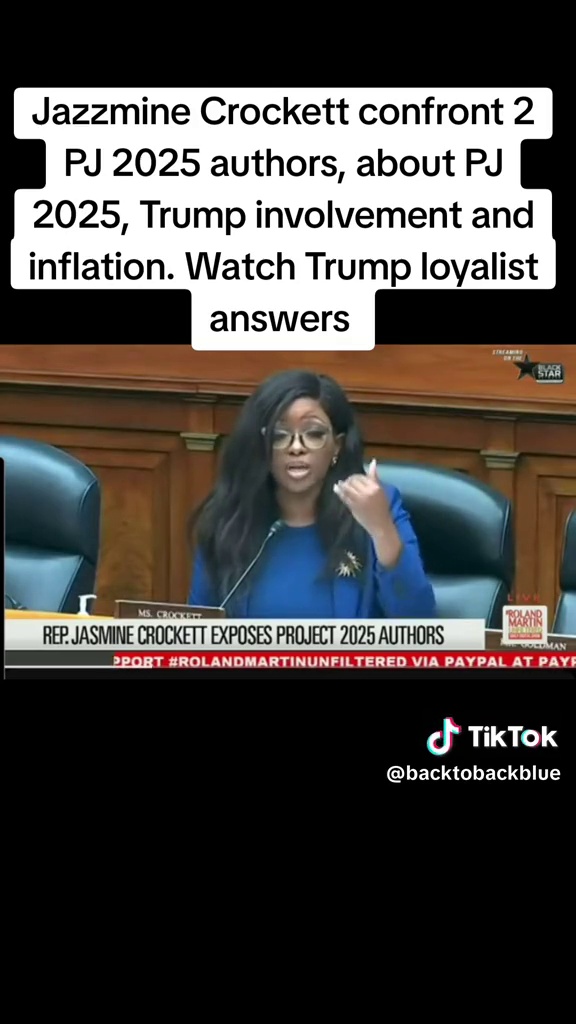 Jazzmine Crockett confront 2
PJ 2025 authors, about PJ
2025, Trump involvement and
inflation. Watch Trump loyalist
answers
STREAMING
ON THE
BLACK
STAR
MS. CROCKETT
LIVE
ROLAND
MARTIN
GOLDMAN
REP. JASMINE CROCKETT EXPOSES PROJECT 2025 AUTHORS
PPORT #ROLANDMARTINUNFILTERED VIA PAYPAL AT PAYP
TikTok
@backtobackblue